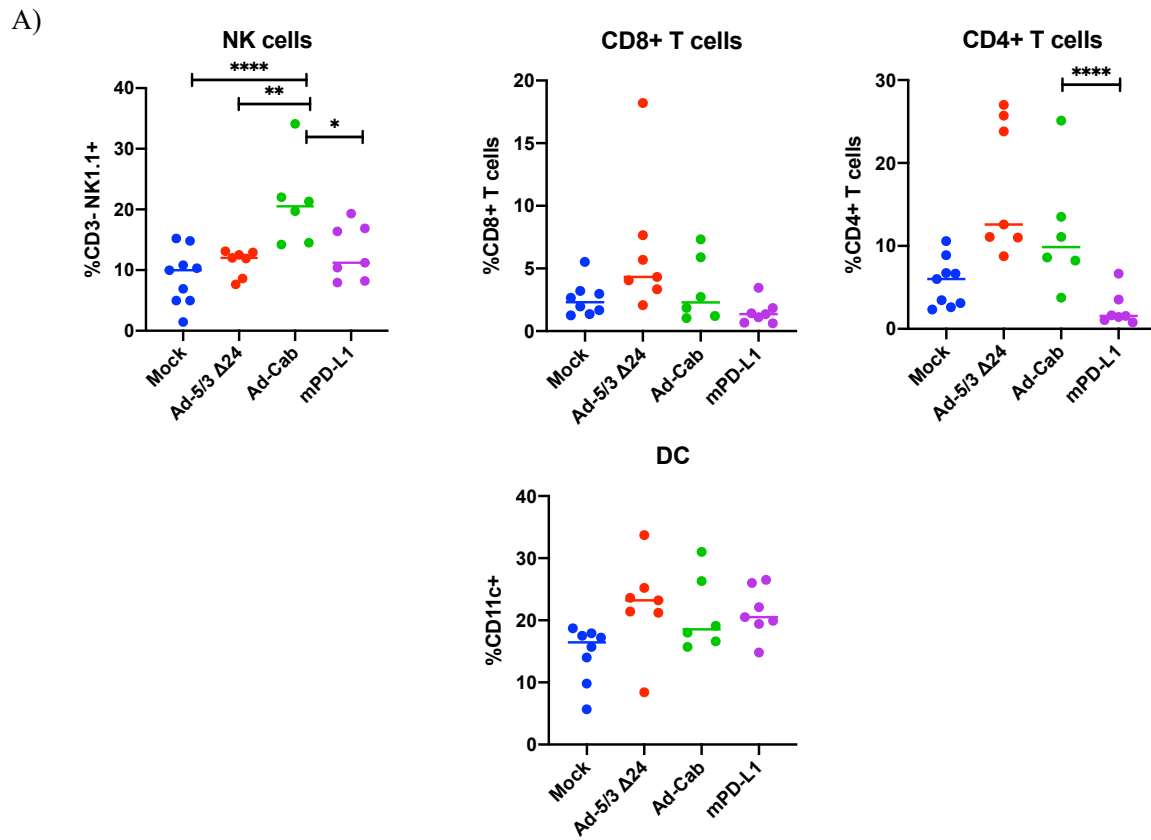 A)
NK cells
%CD3- NK1.1+
40
30
20
10
0
****
**
*
Mock
Ad-5/3 Δ24
Ad-Cab
mPD-L1
CD8+ T cells
%CD8+ T cells
20
15
10
5
0
Mock
Ad-5/3 Δ24
Ad-Cab
mPD-L1
CD4+ T cells
%CD4+ T cells
30
20
10
0
****
Mock
Ad-5/3 Δ24
Ad-Cab
mPD-L1
DC
%CD11c+
40
30
20
10
0
Mock
Ad-5/3 Δ24
Ad-Cab
mPD-L1